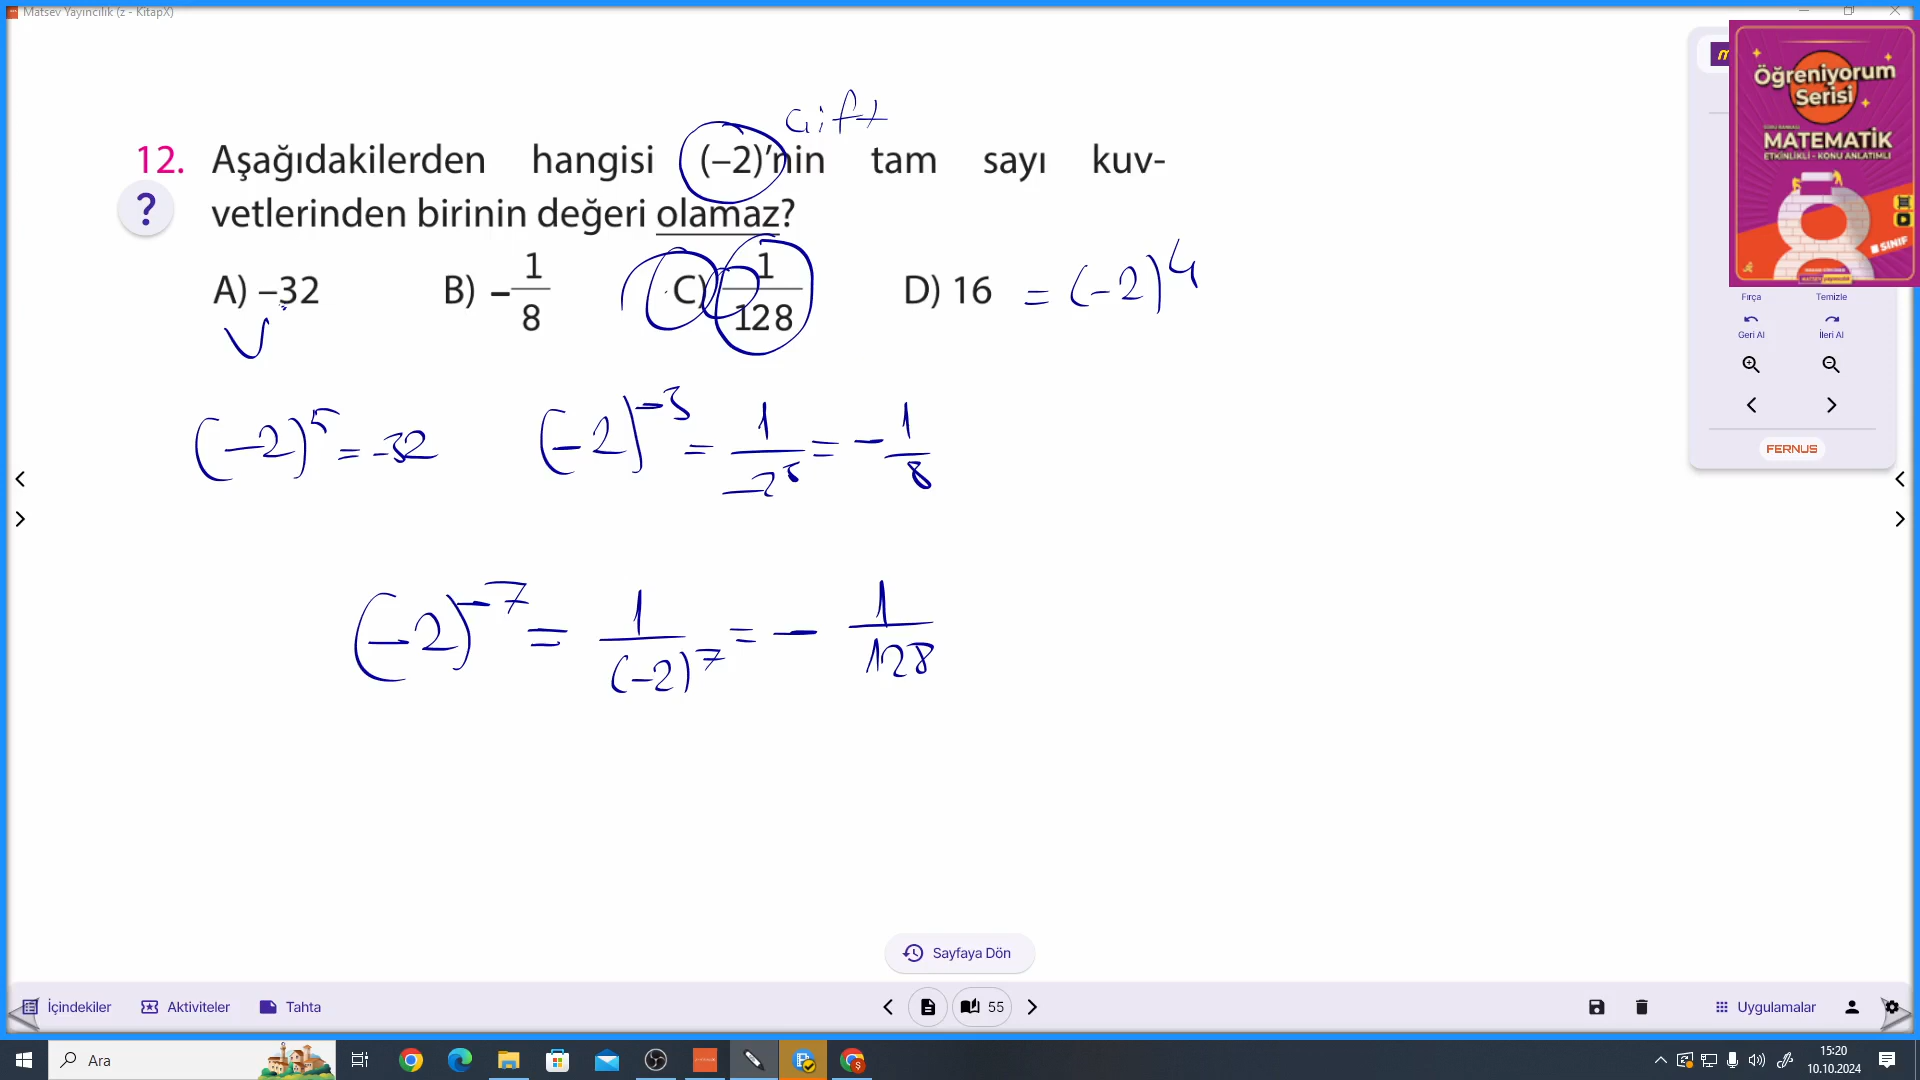 Matsev Yayıncılık (z - KitapX)
Öğreniyorum
Serisi
MATEMATİK
ETKİNLİKLİ - KONU ANLATIMLI
8
SINIF
çift
12. Aşağıdakilerden hangisi (–2)'nin tam sayı kuv-
? vetlerinden birinin değeri olamaz?
A) –32 B) -1/8 C) 1/128 D) 16 = (-2)^4
(-2)^5 = -32 (-2)^-3 = 1/-2^3 = -1/8
(-2)^-7 = 1/(-2)^7 = - 1/128
Fırça Temizle
Geri Al İleri Al
FERNUS
Sayfaya Dön
İçindekiler Aktiviteler Tahta 55 Uygulamalar
Ara
15:20
10.10.2024